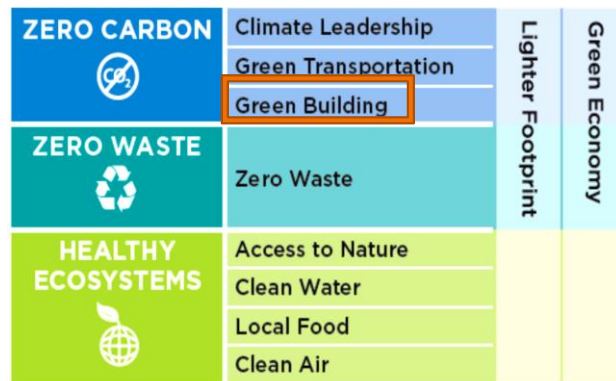 ZERO CARBON
CO2
Climate Leadership
Green Transportation
Green Building
ZERO WASTE
Zero Waste
HEALTHY
ECOSYSTEMS
Access to Nature
Clean Water
Local Food
Clean Air
Lighter Footprint
Green Economy